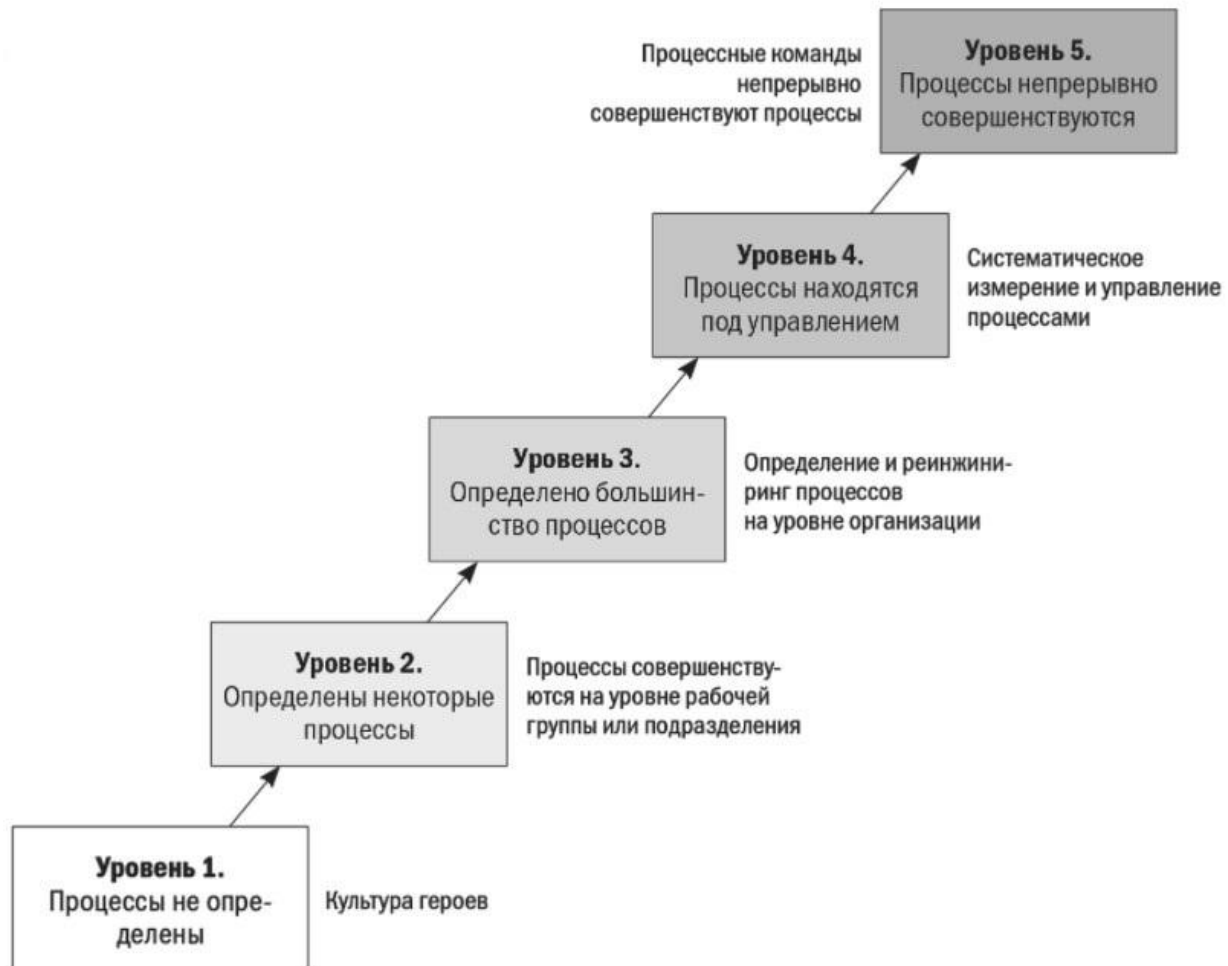 Процессные команды
непрерывно
совершенствуют процессы
Уровень 5.
Процессы непрерывно
совершенствуются
Уровень 4.
Процессы находятся
под управлением
Систематическое
измерение и управление
процессами
Уровень 3.
Определено большин-
ство процессов
Определение и реинжини-
ринг процессов
на уровне организации
Уровень 2.
Определены некоторые
процессы
Процессы совершенству-
ются на уровне рабочей
группы или подразделения
Уровень 1.
Процессы не опре-
делены
Культура героев